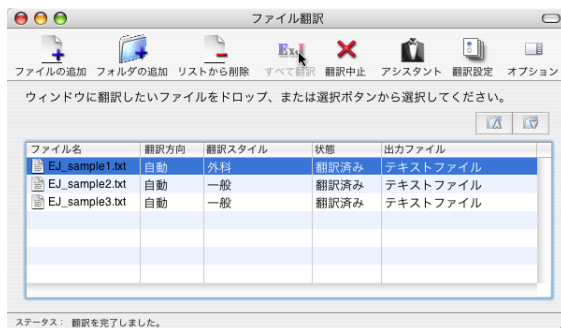 ファイル翻訳
ファイルの追加 フォルダの追加 リストから削除 すべて翻訳 翻訳中止 アシスタント 翻訳設定 オプション
ウィンドウに翻訳したいファイルをドロップ、または選択ボタンから選択してください。
ファイル名 翻訳方向 翻訳スタイル 状態 出力ファイル
EJ_sample1.txt 自動 外科 翻訳済み テキストファイル
EJ_sample2.txt 自動 一般 翻訳済み テキストファイル
EJ_sample3.txt 自動 一般 翻訳済み テキストファイル
ステータス： 翻訳を完了しました。